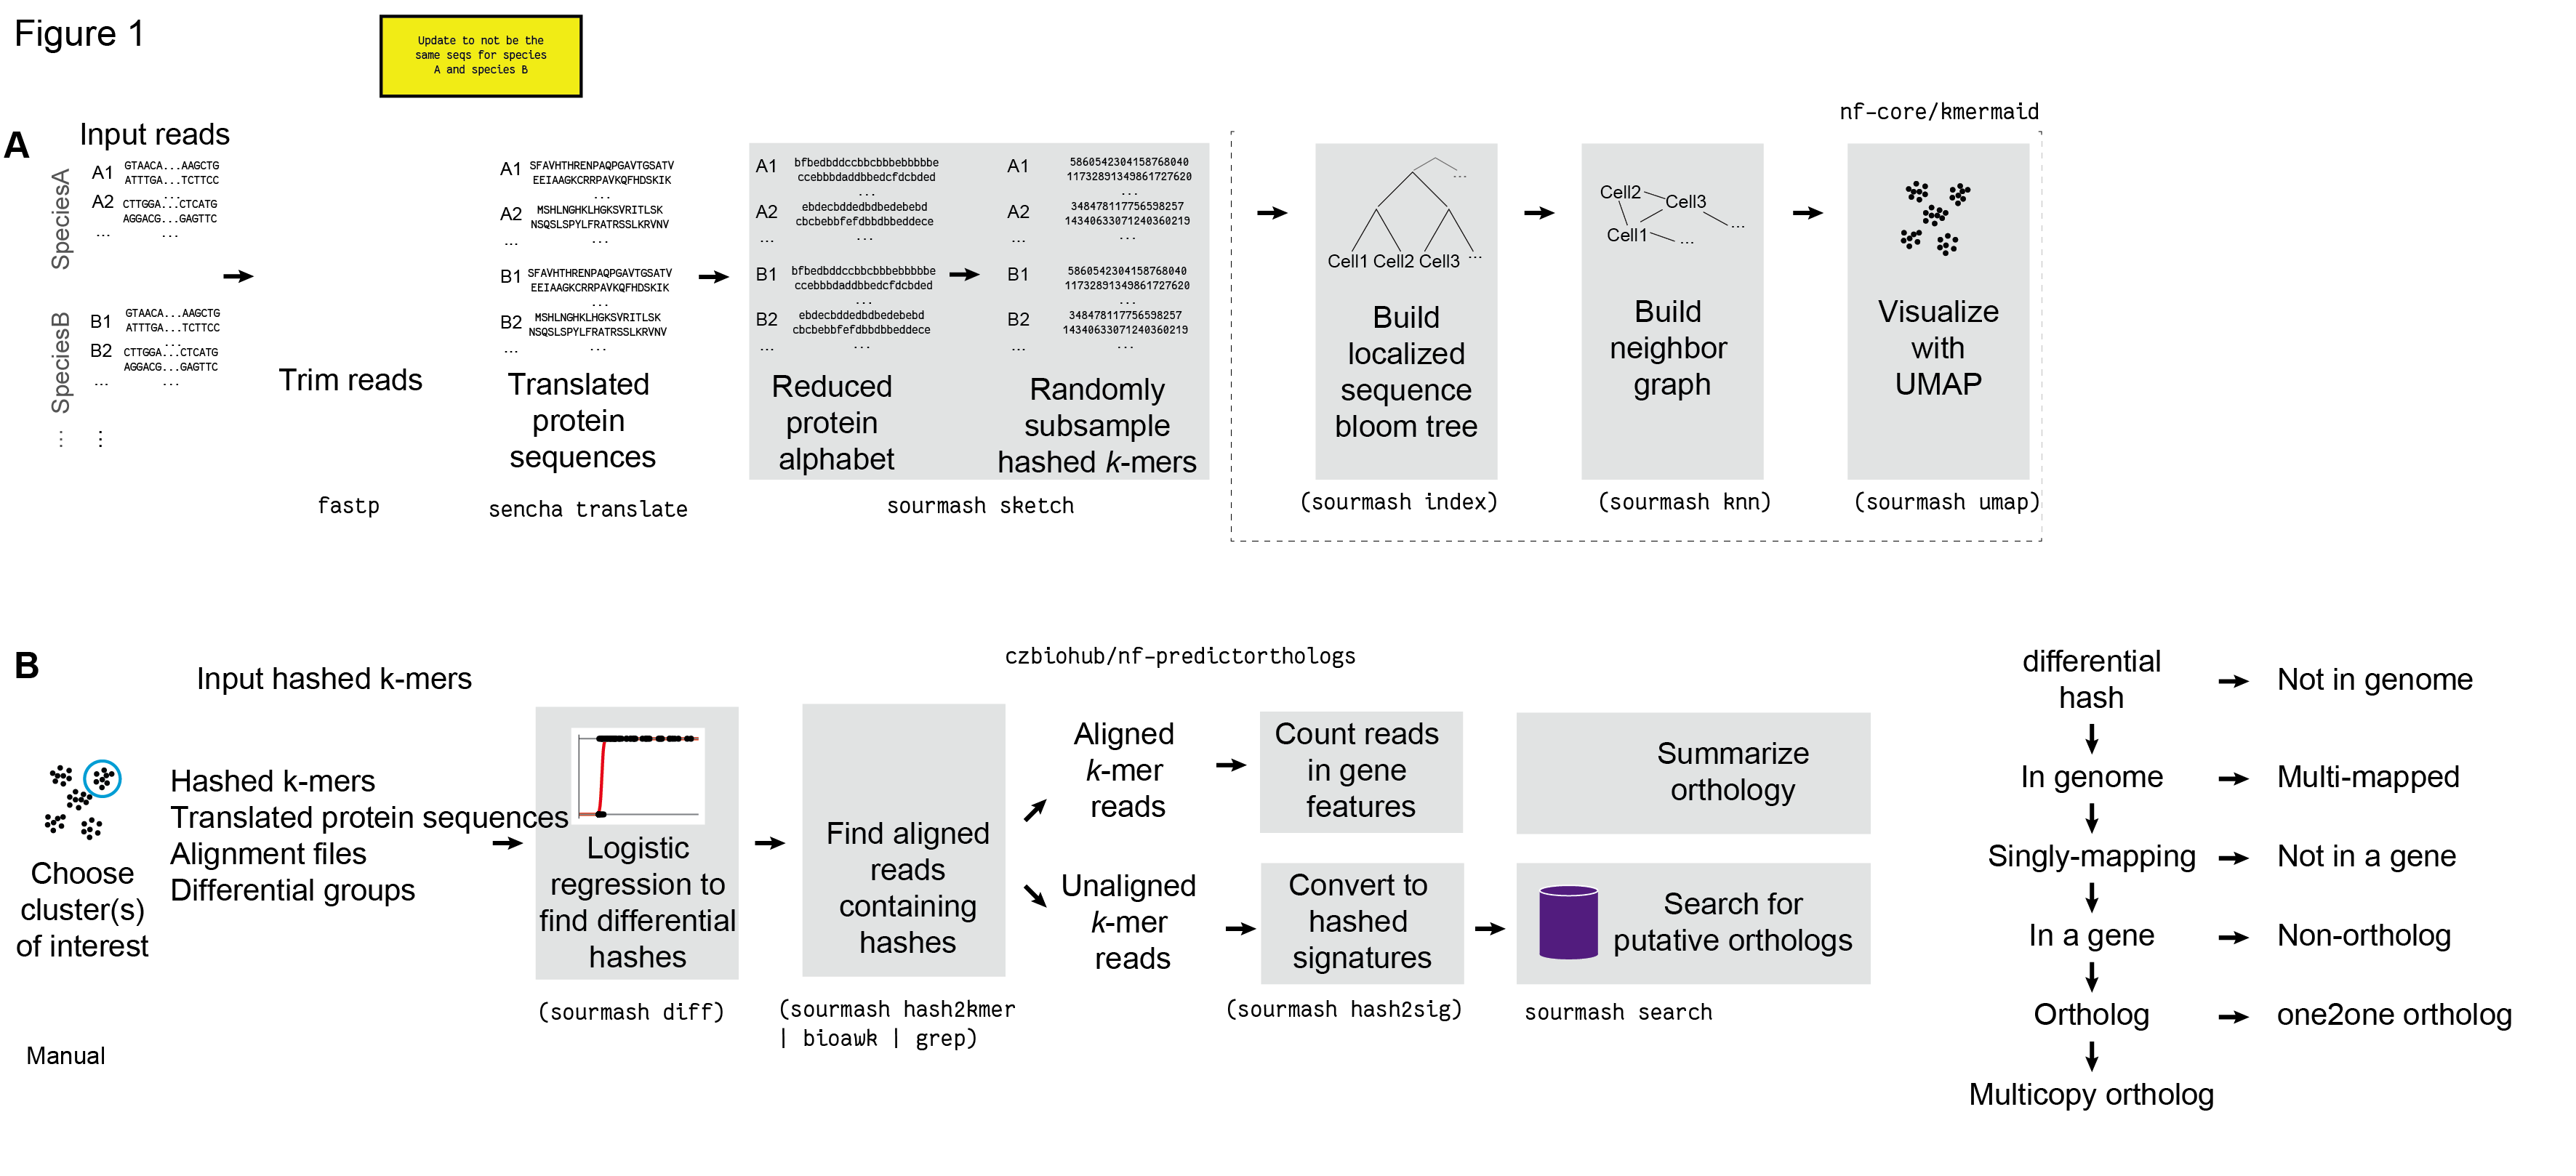 Figure 1
Update to not be the
same seqs for species
A and species B
nf-core/kmermaid
A
Input reads
SpeciesA
A1
GTAACA...AAGCTG
ATTTGA...TCTTCC
...
A2
CTTGGA...CTCATG
AGGACG...GAGTTC
...
...
SpeciesB
B1
GTAACA...AAGCTG
ATTTGA...TCTTCC
...
B2
CTTGGA...CTCATG
AGGACG...GAGTTC
...
...
...
...
Trim reads
fastp
A1
SFAVHTHRENPAQPGAVTGSATV
EEIAAGKCRRPAVKQFHDSKIK
...
A2
MSHLNGHKLHGKSVRITLSK
NSQSLSPYLFRATRSSLKRVNV
...
...
B1
SFAVHTHRENPAQPGAVTGSATV
EEIAAGKCRRPAVKQFHDSKIK
...
B2
MSHLNGHKLHGKSVRITLSK
NSQSLSPYLFRATRSSLKRVNV
...
...
Translated
protein
sequences
sencha translate
A1
bfbedbddccbbcbbbebbbbbe
ccebbbdaddbbedcfdcbded
...
A2
ebdecbddedbdbedebebd
cbcbebbfefdbbdbbeddece
...
...
B1
bfbedbddccbbcbbbebbbbbe
ccebbbdaddbbedcfdcbded
...
B2
ebdecbddedbdbedebebd
cbcbebbfefdbbdbbeddece
...
...
Reduced
protein
alphabet
A1
5860542304158768040
11732891349861727620
...
A2
348478117756598257
14340633071240360219
...
...
B1
5860542304158768040
11732891349861727620
...
B2
348478117756598257
14340633071240360219
...
...
Randomly
subsample
hashed k-mers
sourmash sketch
...
Cell1 Cell2 Cell3 ...
Build
localized
sequence
bloom tree
(sourmash index)
Cell2
Cell3
Cell1
...
...
Build
neighbor
graph
(sourmash knn)
Visualize
with
UMAP
(sourmash umap)
B
czbiohub/nf-predictorthologs
Input hashed k-mers
Choose
cluster(s)
of interest
Manual
Hashed k-mers
Translated protein sequences
Alignment files
Differential groups
Logistic
regression to
find differential
hashes
(sourmash diff)
Find aligned
reads
containing
hashes
(sourmash hash2kmer
| bioawk | grep)
Aligned
k-mer
reads
Count reads
in gene
features
Summarize
orthology
Unaligned
k-mer
reads
Convert to
hashed
signatures
(sourmash hash2sig)
Search for
putative orthologs
sourmash search
differential
hash
Not in genome
In genome
Multi-mapped
Singly-mapping
Not in a gene
In a gene
Non-ortholog
Ortholog
one2one ortholog
Multicopy ortholog